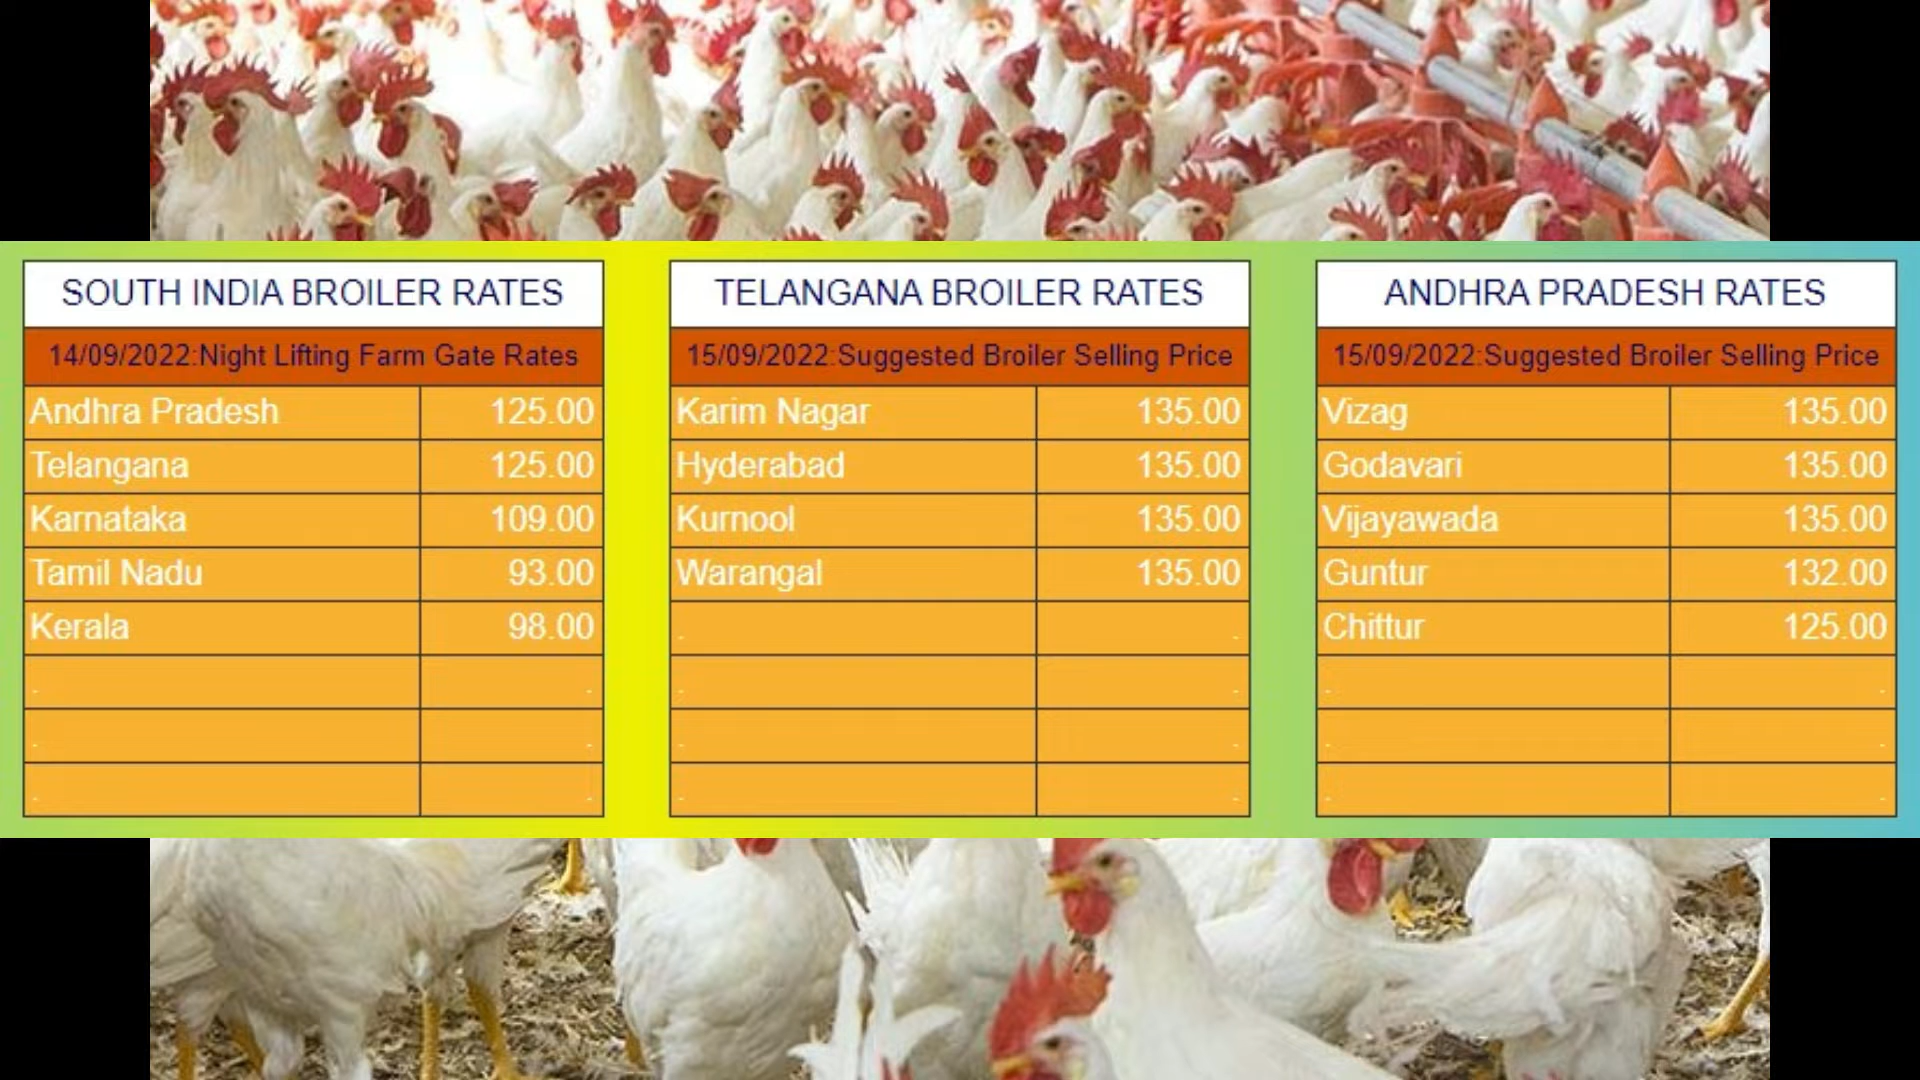 SOUTH INDIA BROILER RATES
14/09/2022:Night Lifting Farm Gate Rates
Andhra Pradesh 125.00
Telangana 125.00
Karnataka 109.00
Tamil Nadu 93.00
Kerala 98.00
. .
. .
. .
TELANGANA BROILER RATES
15/09/2022:Suggested Broiler Selling Price
Karim Nagar 135.00
Hyderabad 135.00
Kurnool 135.00
Warangal 135.00
. .
. .
. .
. .
ANDHRA PRADESH RATES
15/09/2022:Suggested Broiler Selling Price
Vizag 135.00
Godavari 135.00
Vijayawada 135.00
Guntur 132.00
Chittur 125.00
. .
. .
. .